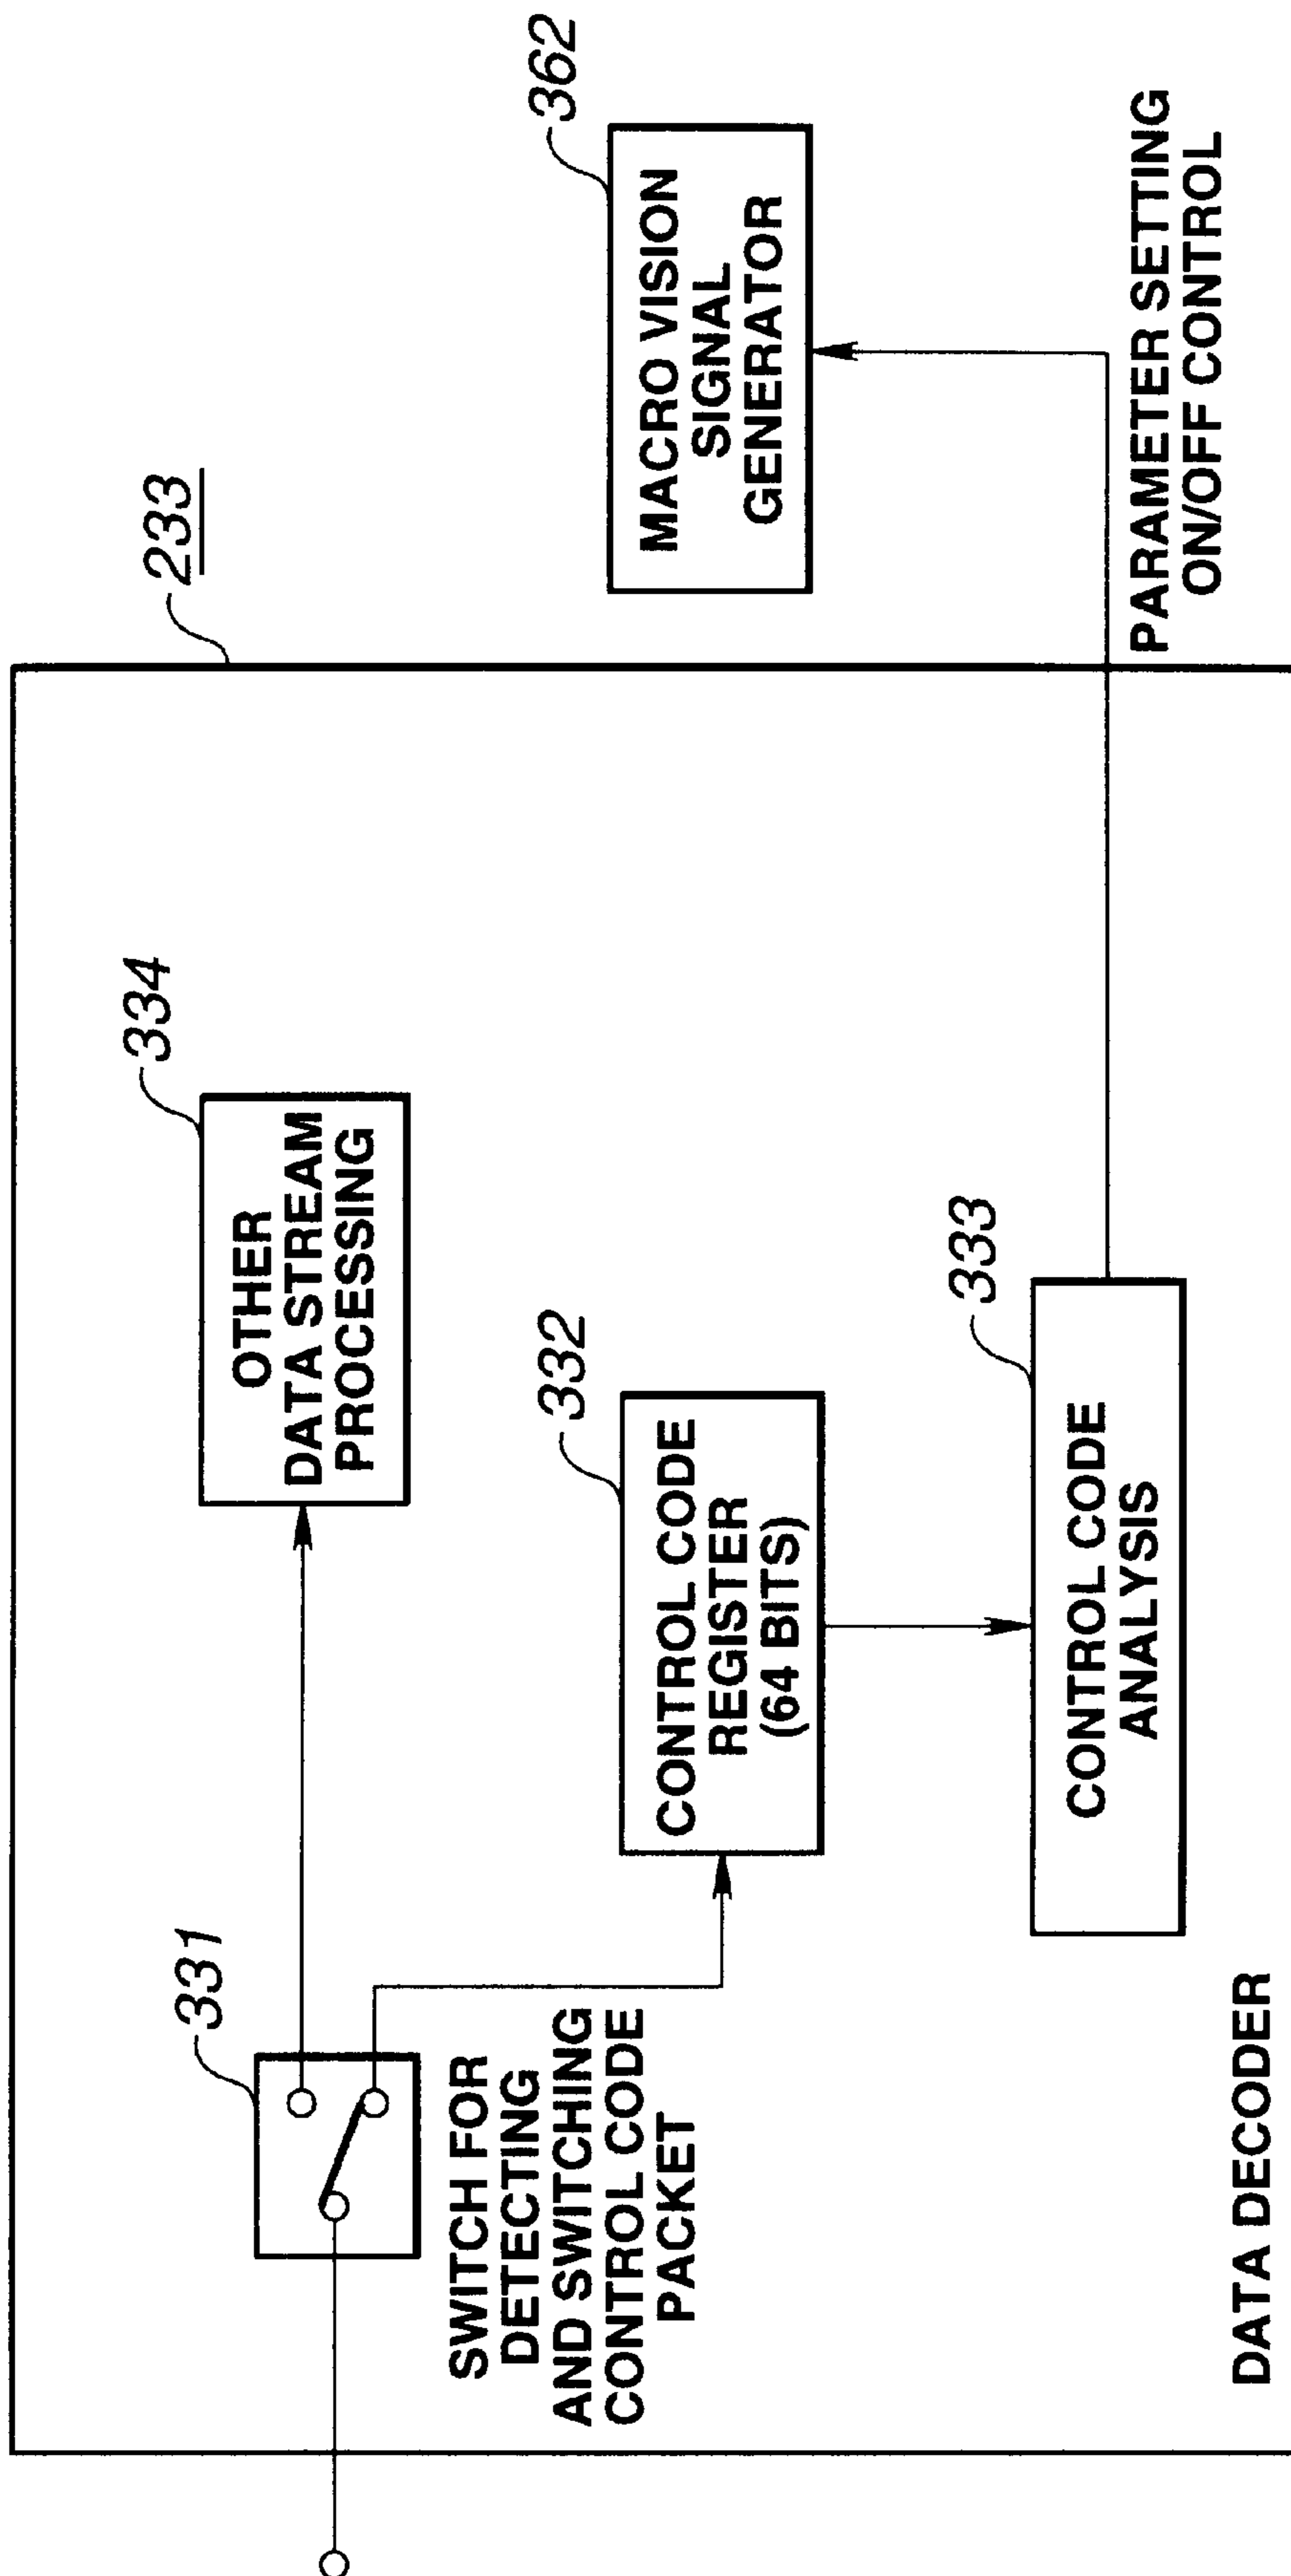 233
331
SWITCH FOR
DETECTING
AND SWITCHING
CONTROL CODE
PACKET
334
OTHER
DATA STREAM
PROCESSING
332
CONTROL CODE
REGISTER
(64 BITS)
333
CONTROL CODE
ANALYSIS
362
MACRO VISION
SIGNAL
GENERATOR
PARAMETER SETTING
ON/OFF CONTROL
DATA DECODER